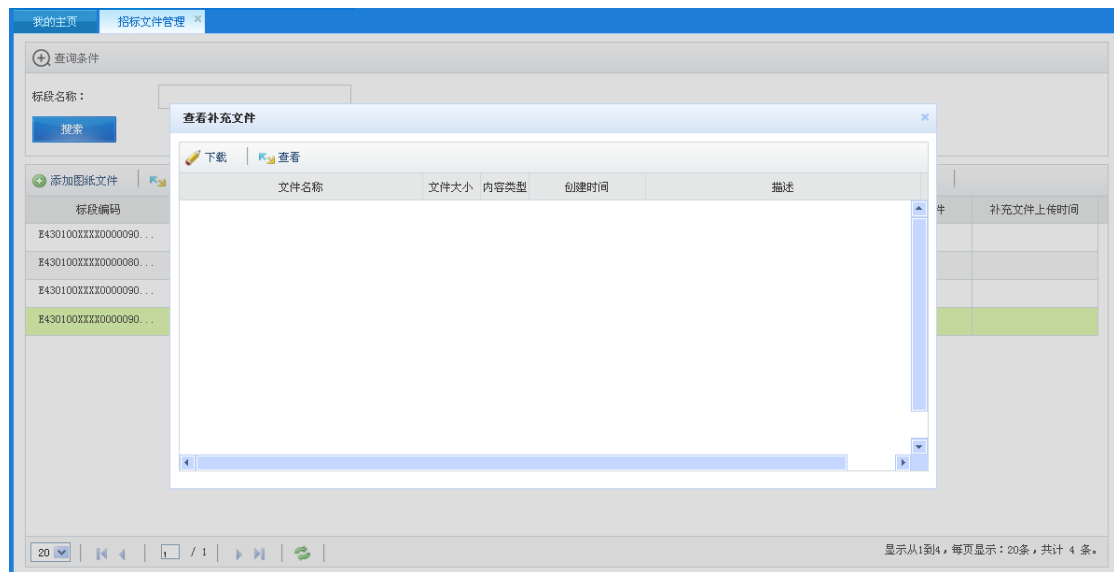 我的主页 招标文件管理
查询条件
标段名称：
搜索
查看补充文件
下载 查看
文件名称 文件大小 内容类型 创建时间 描述
添加图纸文件
标段编码 件 补充文件上传时间
E430100XXXX0000090...
E430100XXXX0000080...
E430100XXXX0000090...
E430100XXXX0000090...
20 1 / 1 显示从1到4，每页显示：20条，共计 4 条。